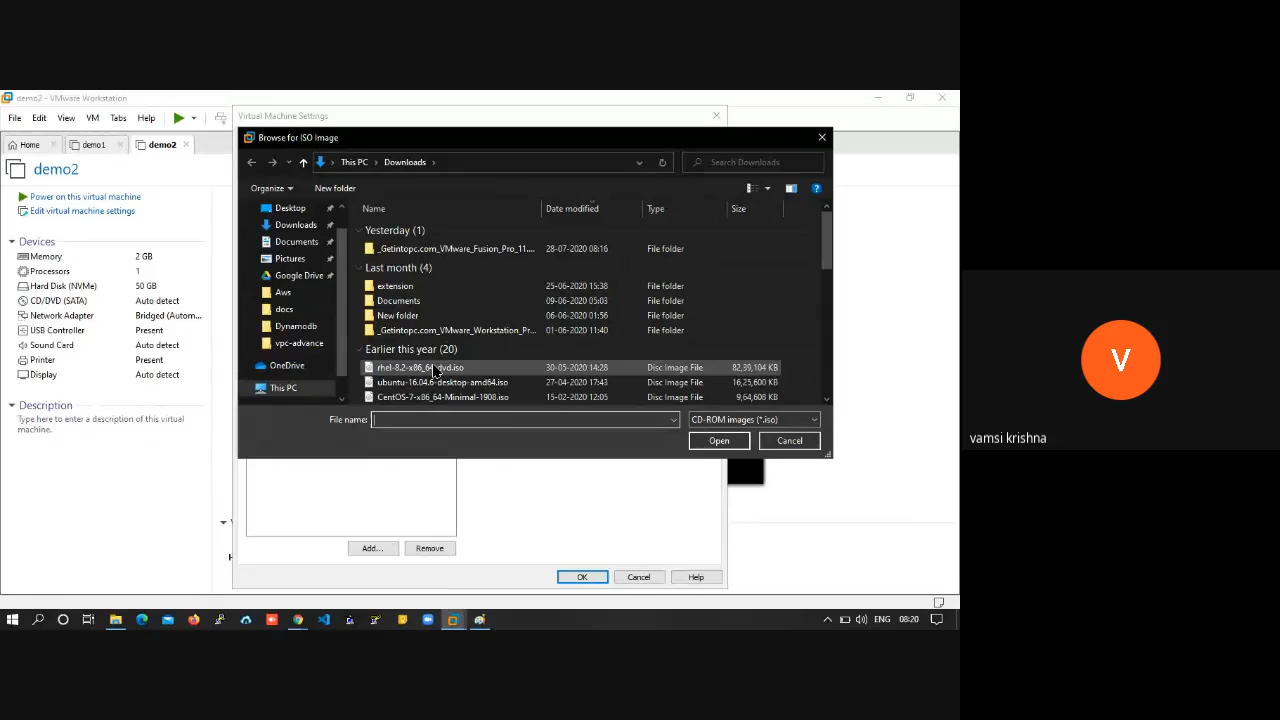 demo2 - VMware Workstation
File Edit View VM Tabs Help
Home demo1 demo2
demo2
Power on this virtual machine
Edit virtual machine settings
Devices
Memory 2 GB
Processors 1
Hard Disk (NVMe) 50 GB
CD/DVD (SATA) Auto detect
Network Adapter Bridged (Autom...
USB Controller Present
Sound Card Auto detect
Printer Present
Display Auto detect
Description
Type here to enter a description of this virtual machine.
Virtual Machine Settings
Browse for ISO Image
This PC Downloads
Search Downloads
Organize New folder
Desktop
Downloads
Documents
Pictures
Google Drive
Aws
docs
Dynamodb
vpc-advance
OneDrive
This PC
Name Date modified Type Size
Yesterday (1)
_Getintopc.com_VMware_Fusion_Pro_11.... 28-07-2020 08:16 File folder
Last month (4)
extension 25-06-2020 15:38 File folder
Documents 09-06-2020 05:03 File folder
New folder 06-06-2020 01:56 File folder
_Getintopc.com_VMware_Workstation_Pr... 01-06-2020 11:40 File folder
Earlier this year (20)
rhel-8.2-x86_64-dvd.iso 30-05-2020 14:28 Disc Image File 82,39,104 KB
ubuntu-16.04.6-desktop-amd64.iso 27-04-2020 17:43 Disc Image File 16,25,600 KB
CentOS-7-x86_64-Minimal-1908.iso 15-02-2020 12:05 Disc Image File 9,64,608 KB
File name: CD-ROM images (*.iso)
Open Cancel
Add... Remove
OK Cancel Help
ENG 08:20
V
vamsi krishna